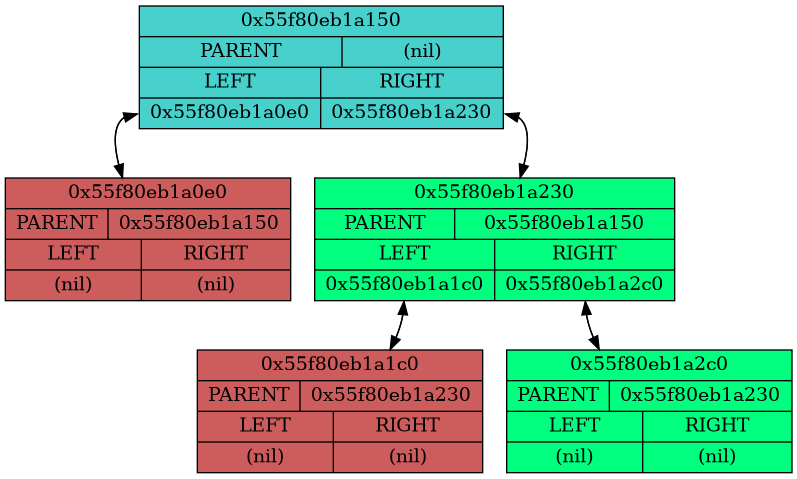 0x55f80eb1a150
PARENT (nil)
LEFT RIGHT
0x55f80eb1a0e0 0x55f80eb1a230
0x55f80eb1a0e0
PARENT 0x55f80eb1a150
LEFT RIGHT
(nil) (nil)
0x55f80eb1a230
PARENT 0x55f80eb1a150
LEFT RIGHT
0x55f80eb1a1c0 0x55f80eb1a2c0
0x55f80eb1a1c0
PARENT 0x55f80eb1a230
LEFT RIGHT
(nil) (nil)
0x55f80eb1a2c0
PARENT 0x55f80eb1a230
LEFT RIGHT
(nil) (nil)